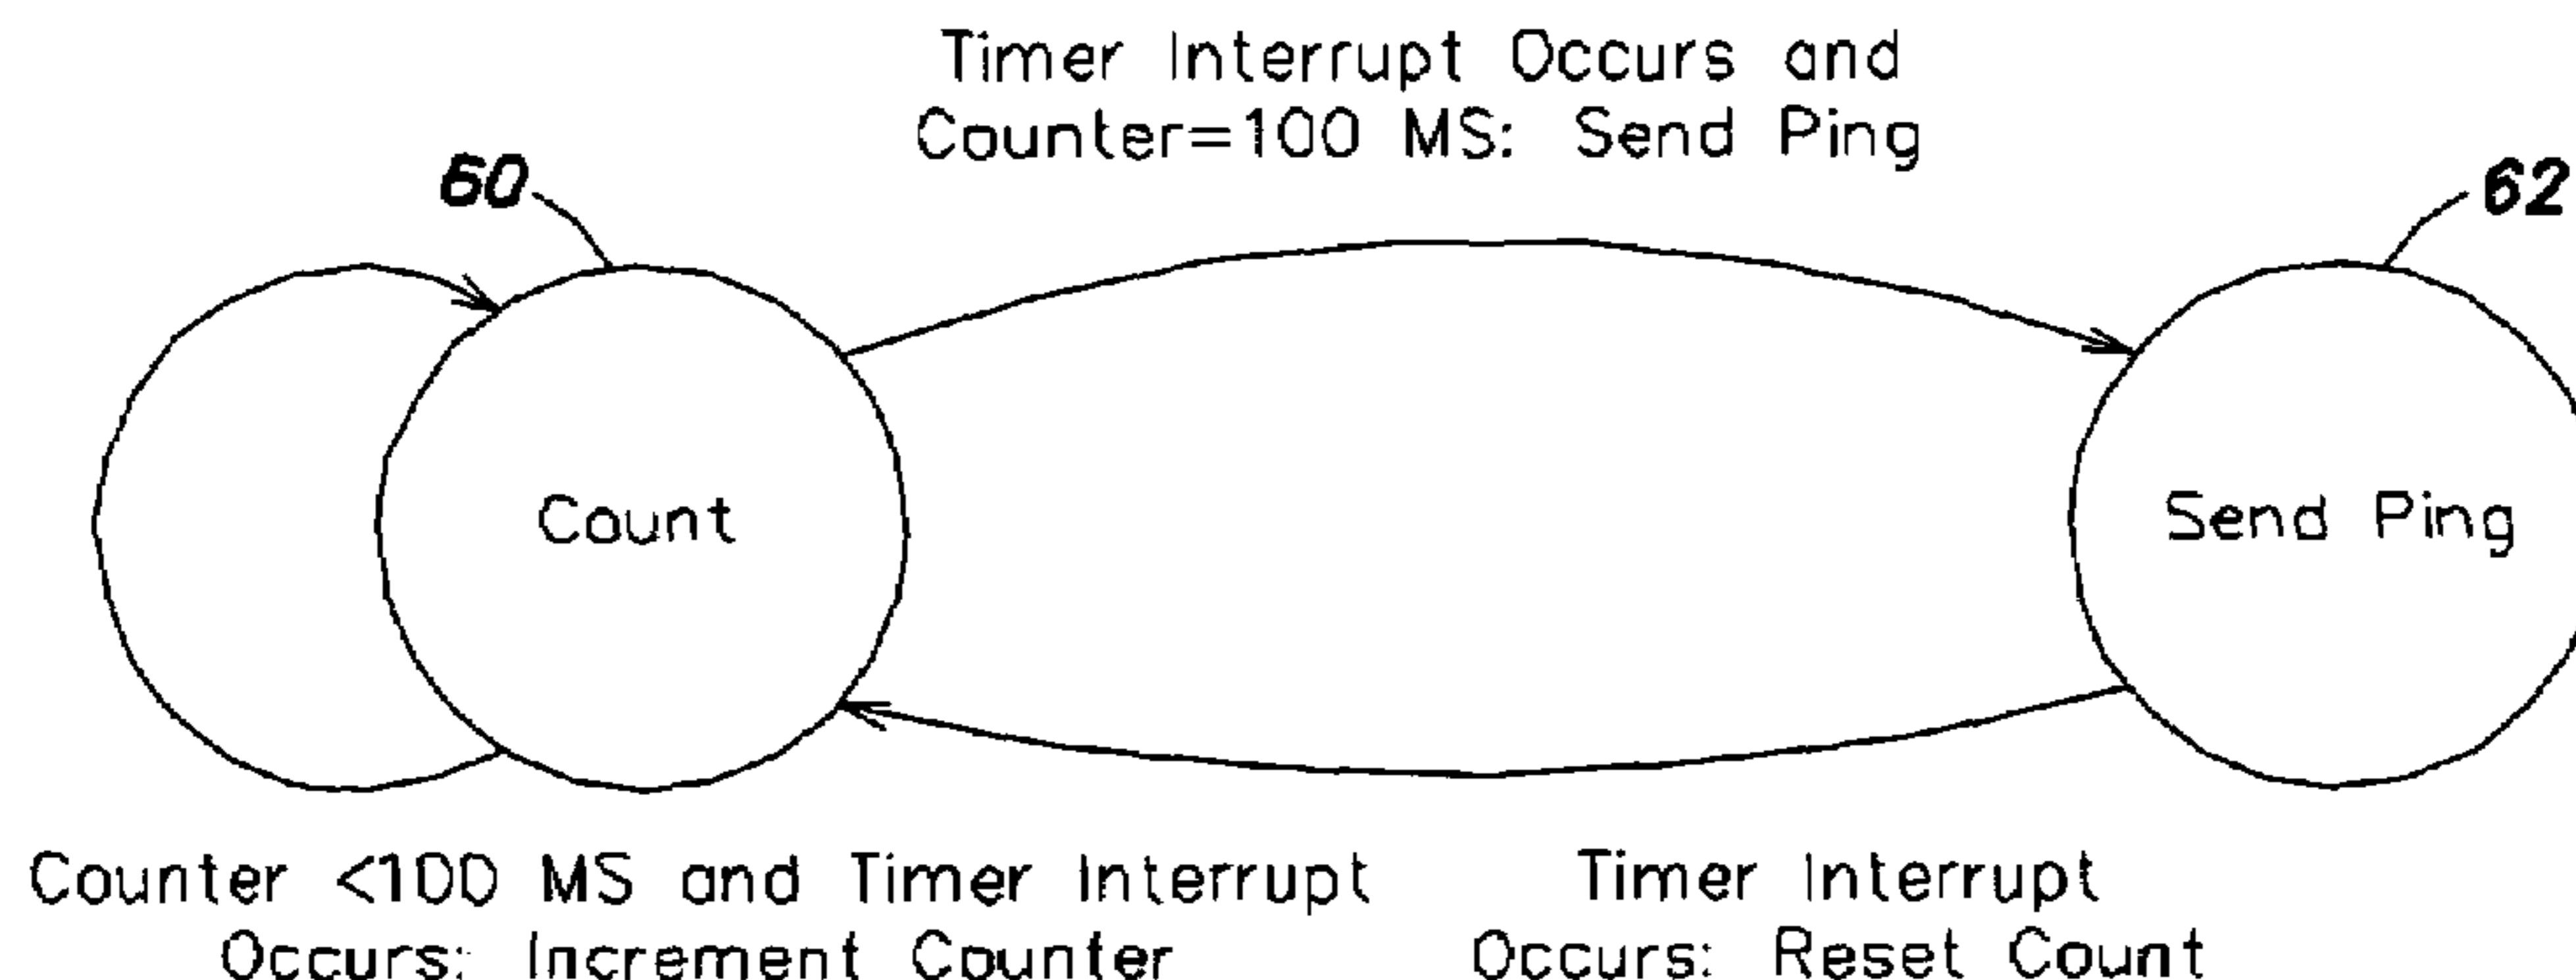 Timer Interrupt Occurs and
Counter=100 MS: Send Ping
60
62
Count
Send Ping
Counter <100 MS and Timer Interrupt
Occurs: Increment Counter
Timer Interrupt
Occurs: Reset Count